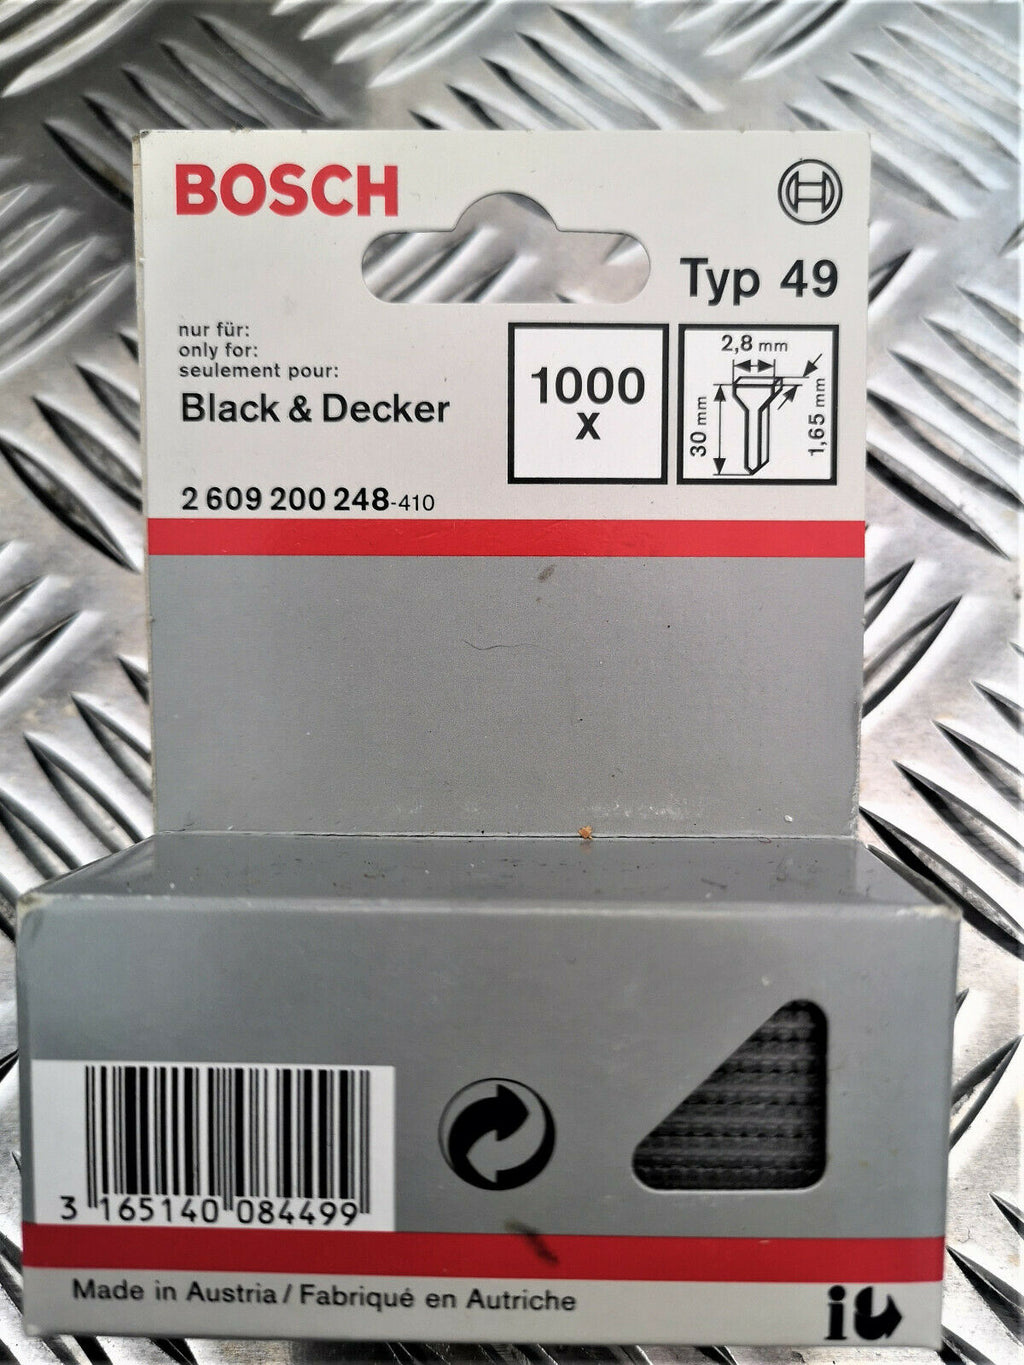 BOSCH
Typ 49
nur für:
only for:
seulement pour:
Black & Decker
2 609 200 248-410
1000
x
2,8 mm
30 mm
1,65 mm
3 165140 084499
Made in Austria / Fabriqué en Autriche